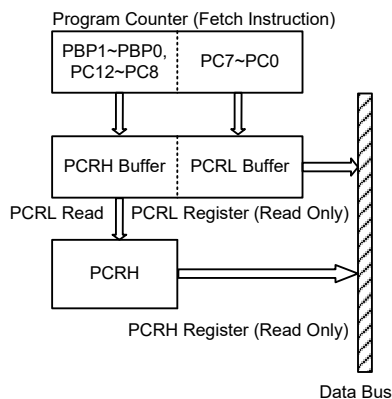 Program Counter (Fetch Instruction)
PBP1~PBP0,
PC12~PC8
PC7~PC0
PCRH Buffer
PCRL Buffer
PCRL Read
PCRL Register (Read Only)
PCRH
PCRH Register (Read Only)
Data Bus